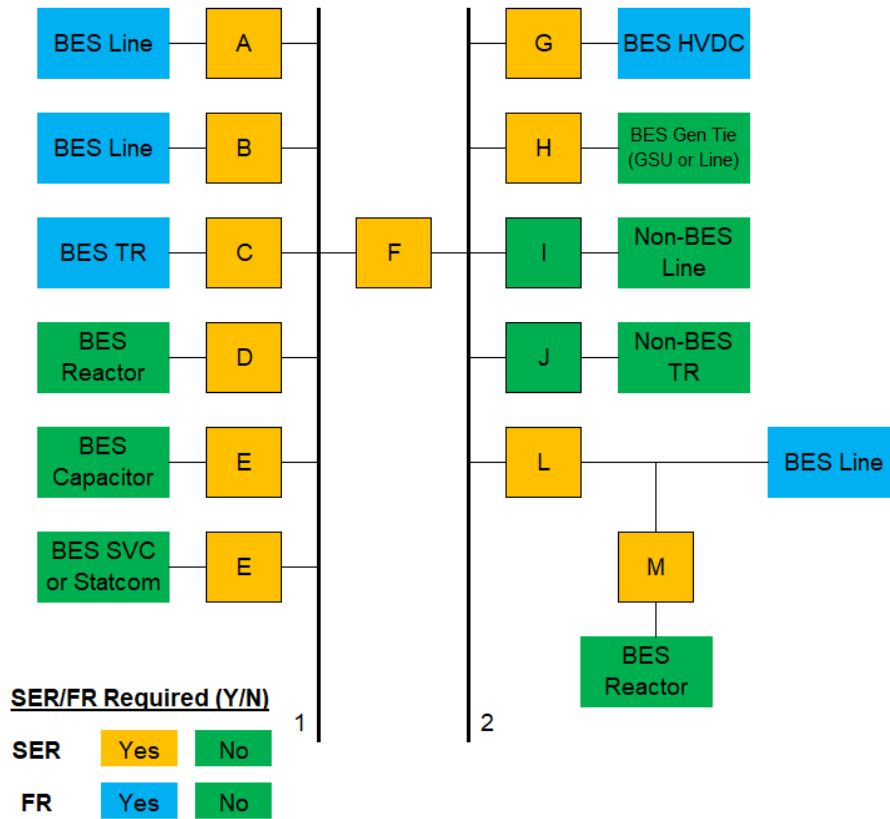 BES Line
A
G
BES HVDC
BES Line
B
H
BES Gen Tie
(GSU or Line)
BES TR
C
F
I
Non-BES
Line
BES
Reactor
D
J
Non-BES
TR
BES
Capacitor
E
L
BES Line
BES SVC
or Statcom
E
M
BES
Reactor
SER/FR Required (Y/N)
1
2
SER
Yes
No
FR
Yes
No